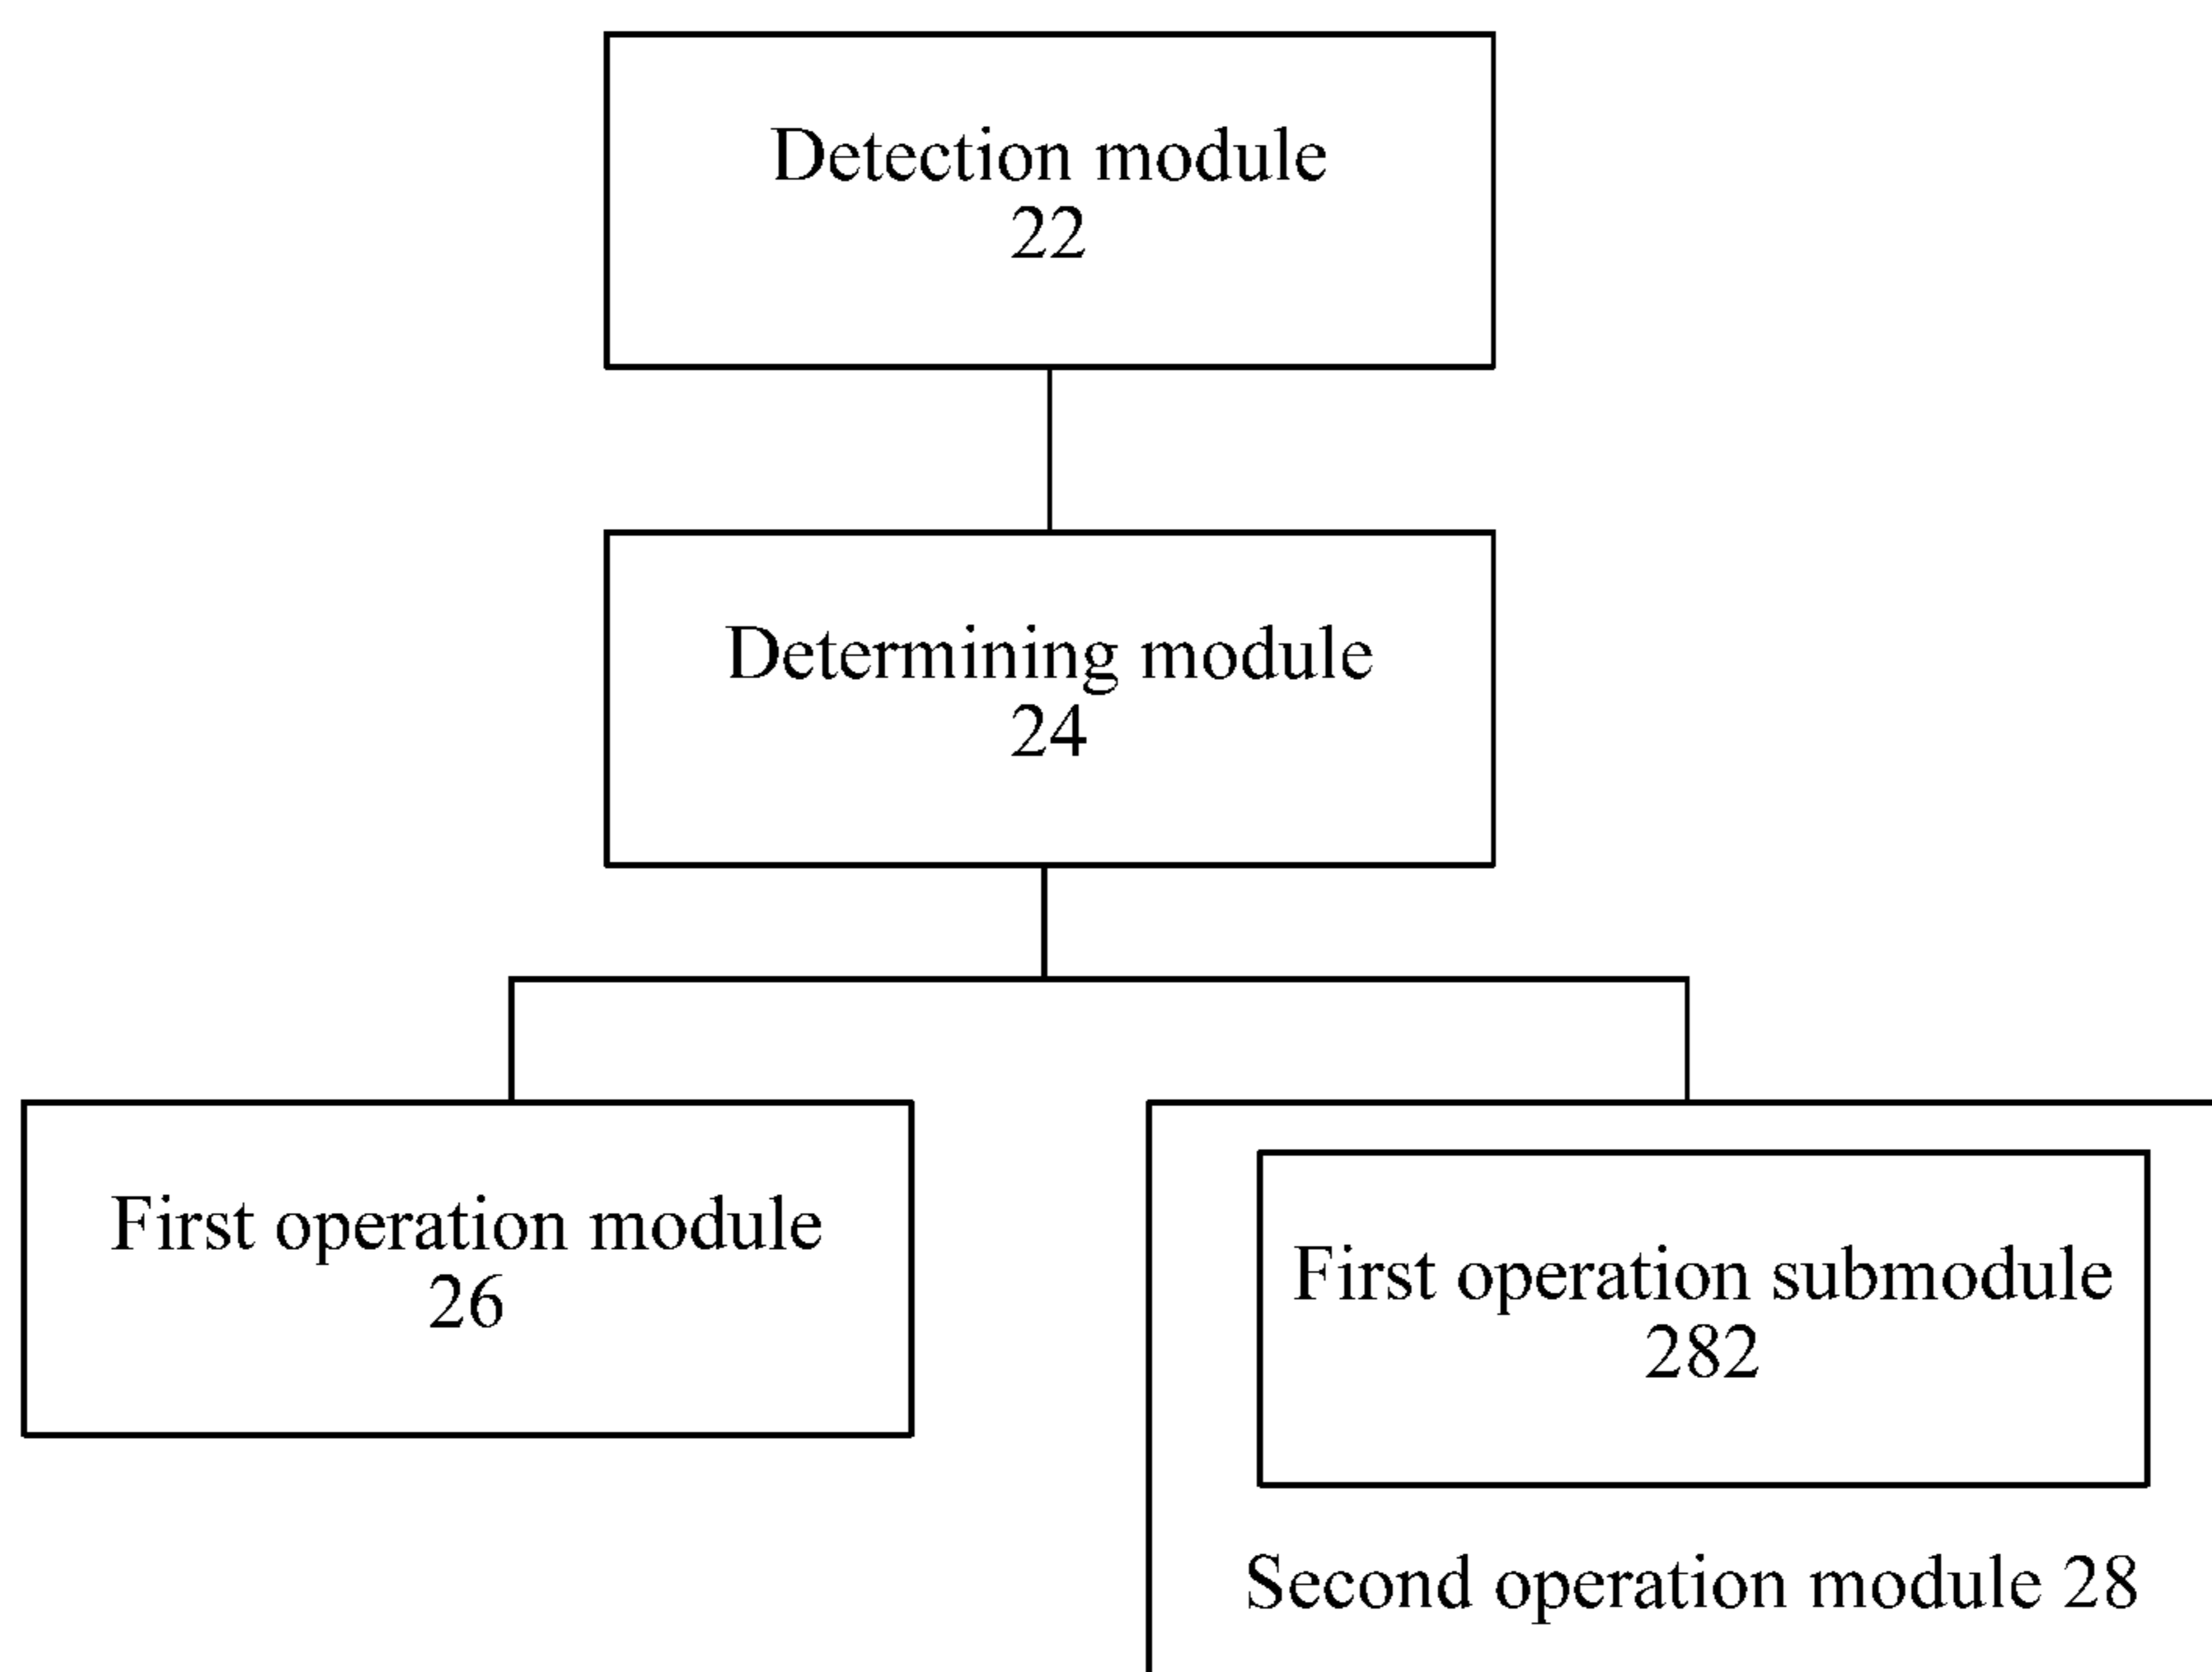 Detection module
22
Determining module
24
First operation module
26
First operation submodule
282
Second operation module 28